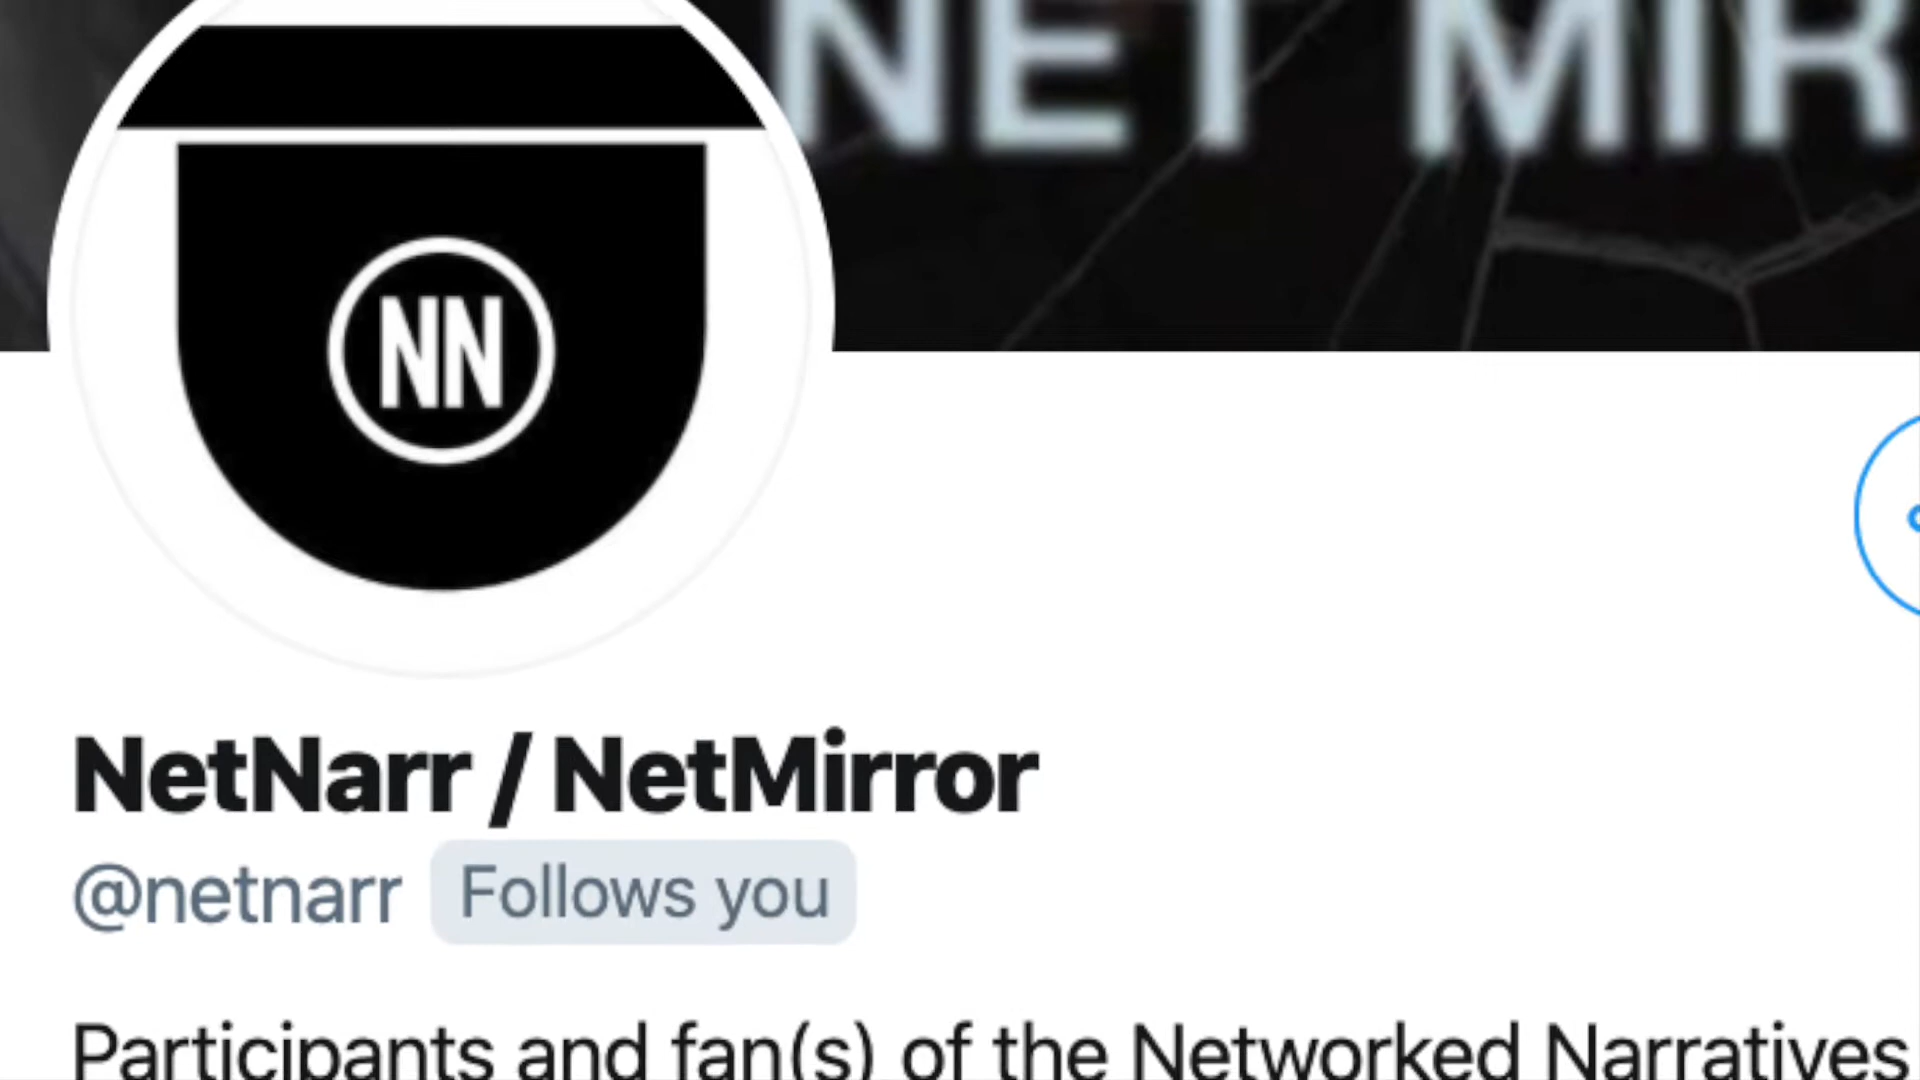 NET MIR
NN
NetNarr / NetMirror
@netnarr Follows you
Participants and fan(s) of the Networked Narratives